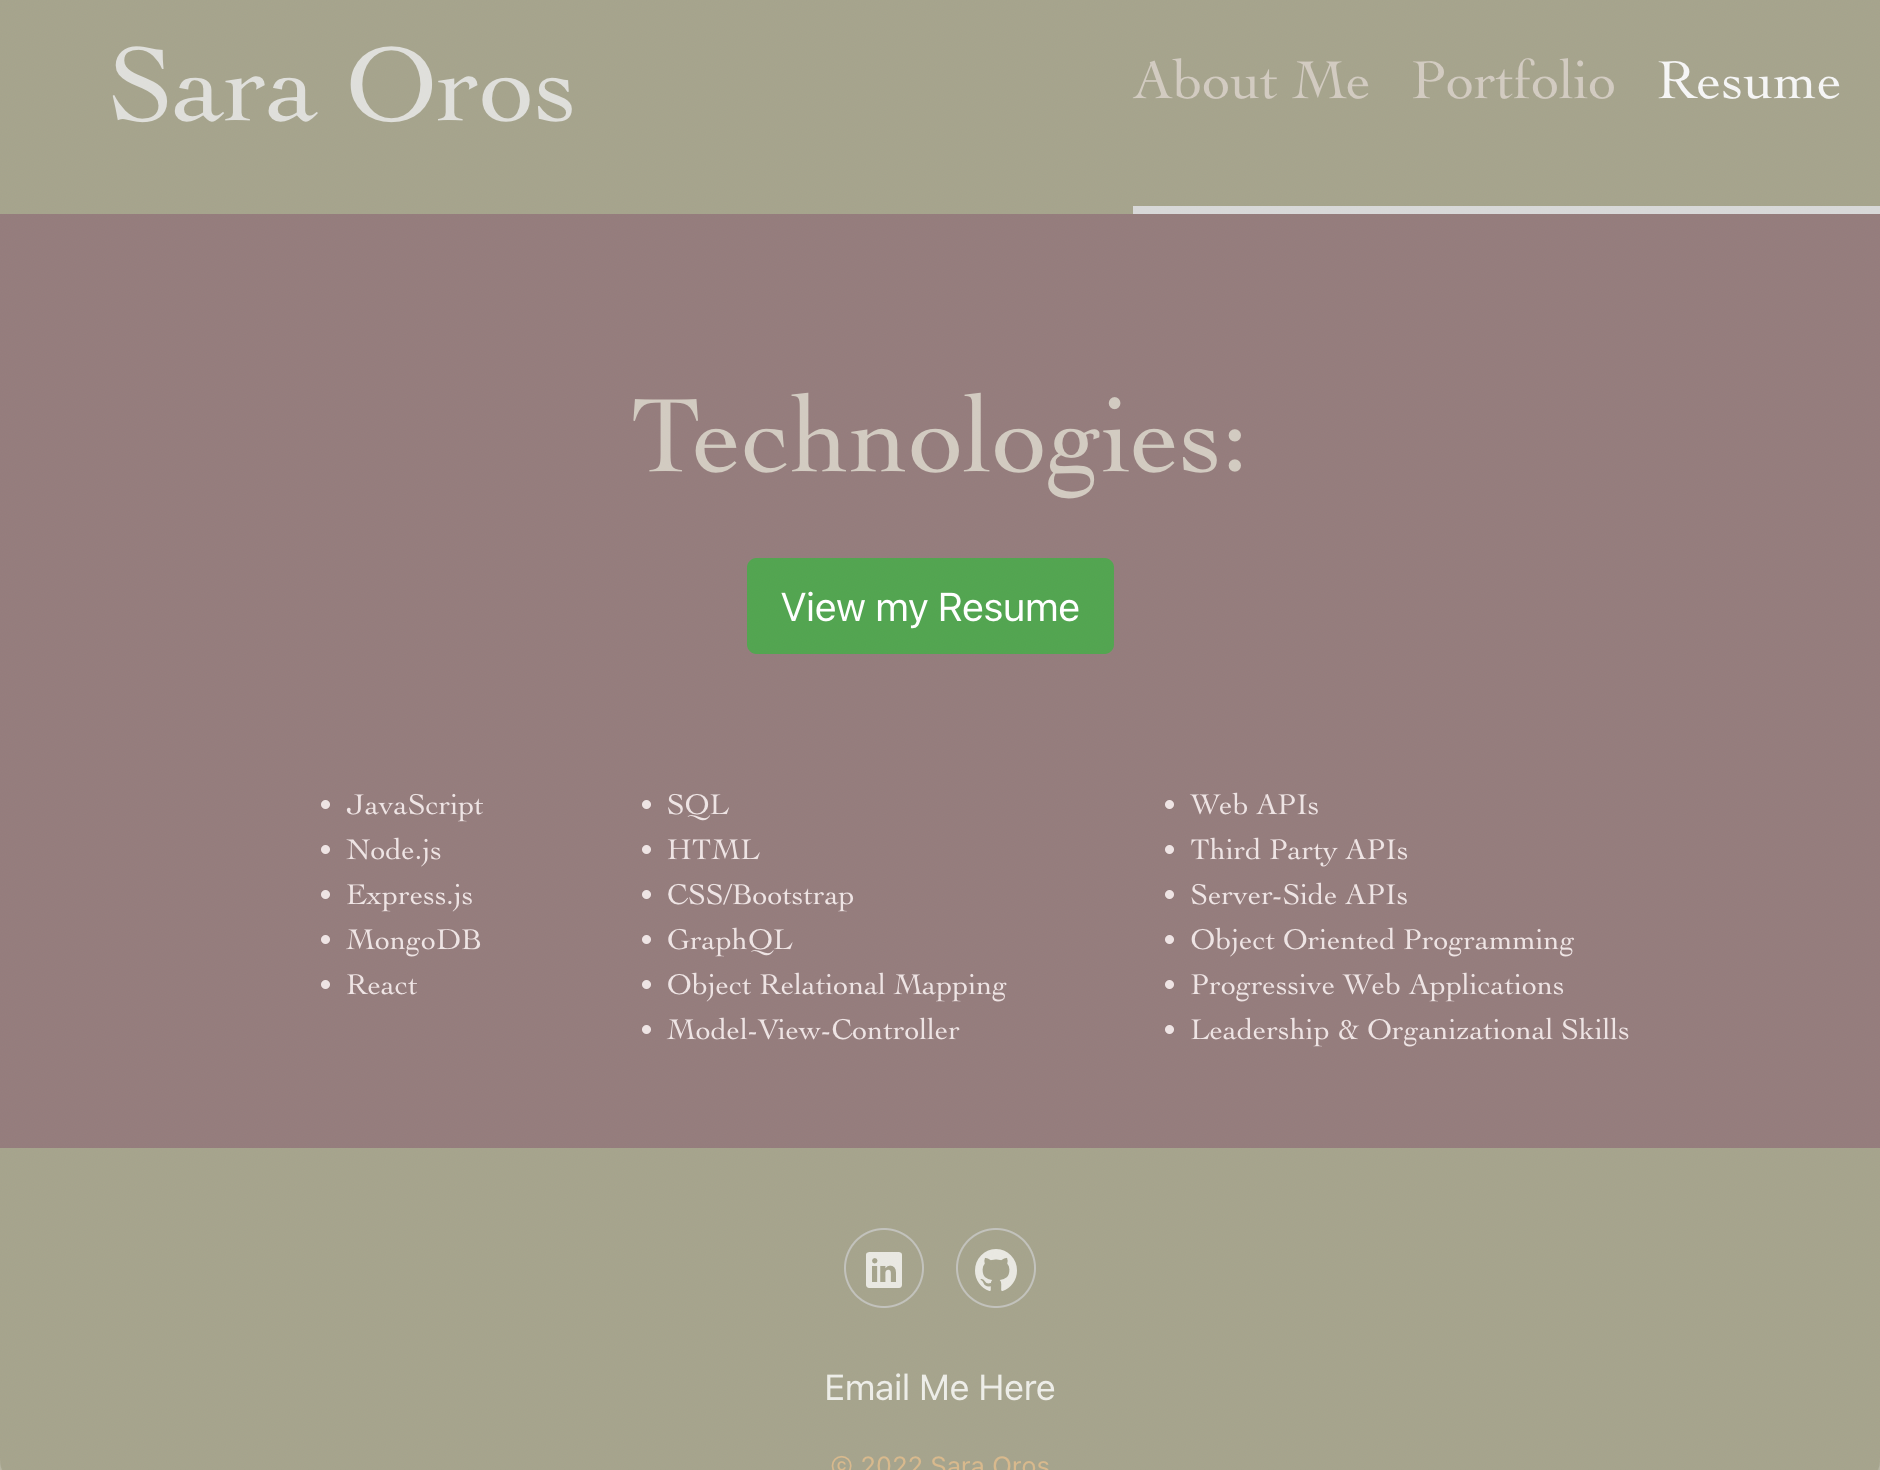 Sara Oros
About Me Portfolio Resume
Technologies:
View my Resume
• JavaScript
• Node.js
• Express.js
• MongoDB
• React
• SQL
• HTML
• CSS/Bootstrap
• GraphQL
• Object Relational Mapping
• Model-View-Controller
• Web APIs
• Third Party APIs
• Server-Side APIs
• Object Oriented Programming
• Progressive Web Applications
• Leadership & Organizational Skills
in
Email Me Here
© 2022 Sara Oros